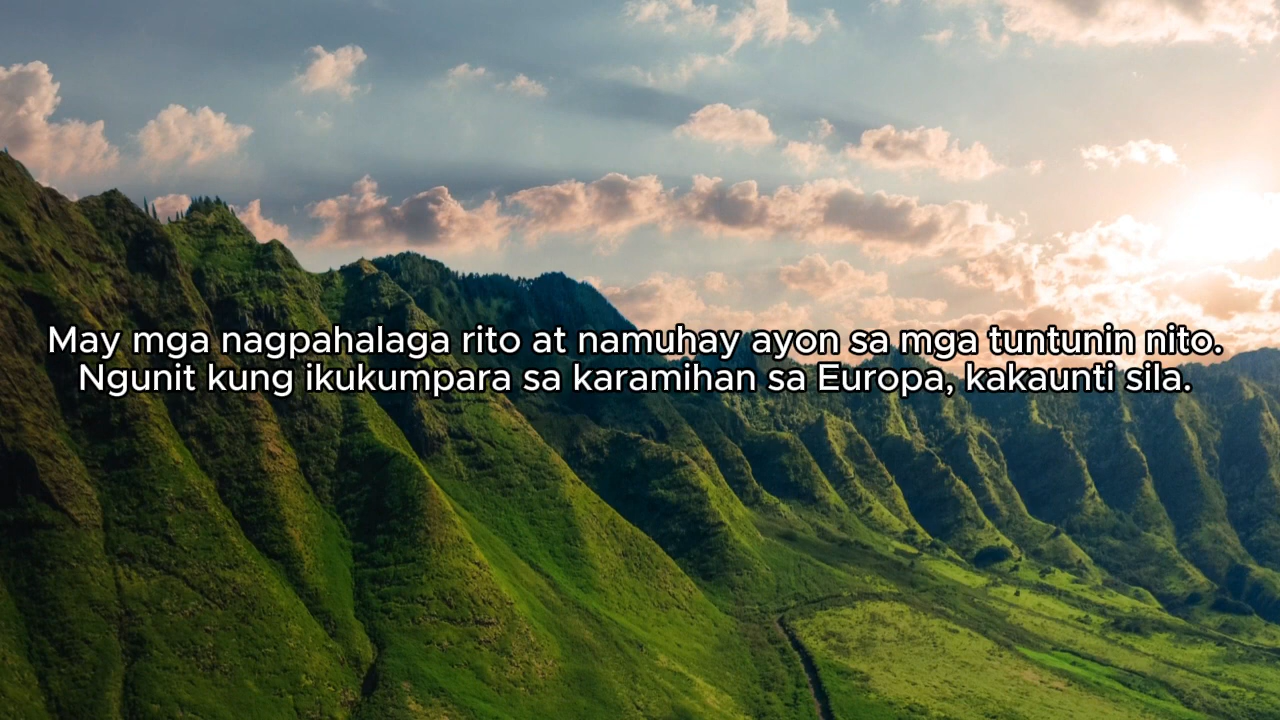 May mga nagpahalaga rito at namuhay ayon sa mga tuntunin nito.
Ngunit kung ikukumpara sa karamihan sa Europa, kakaunti sila.